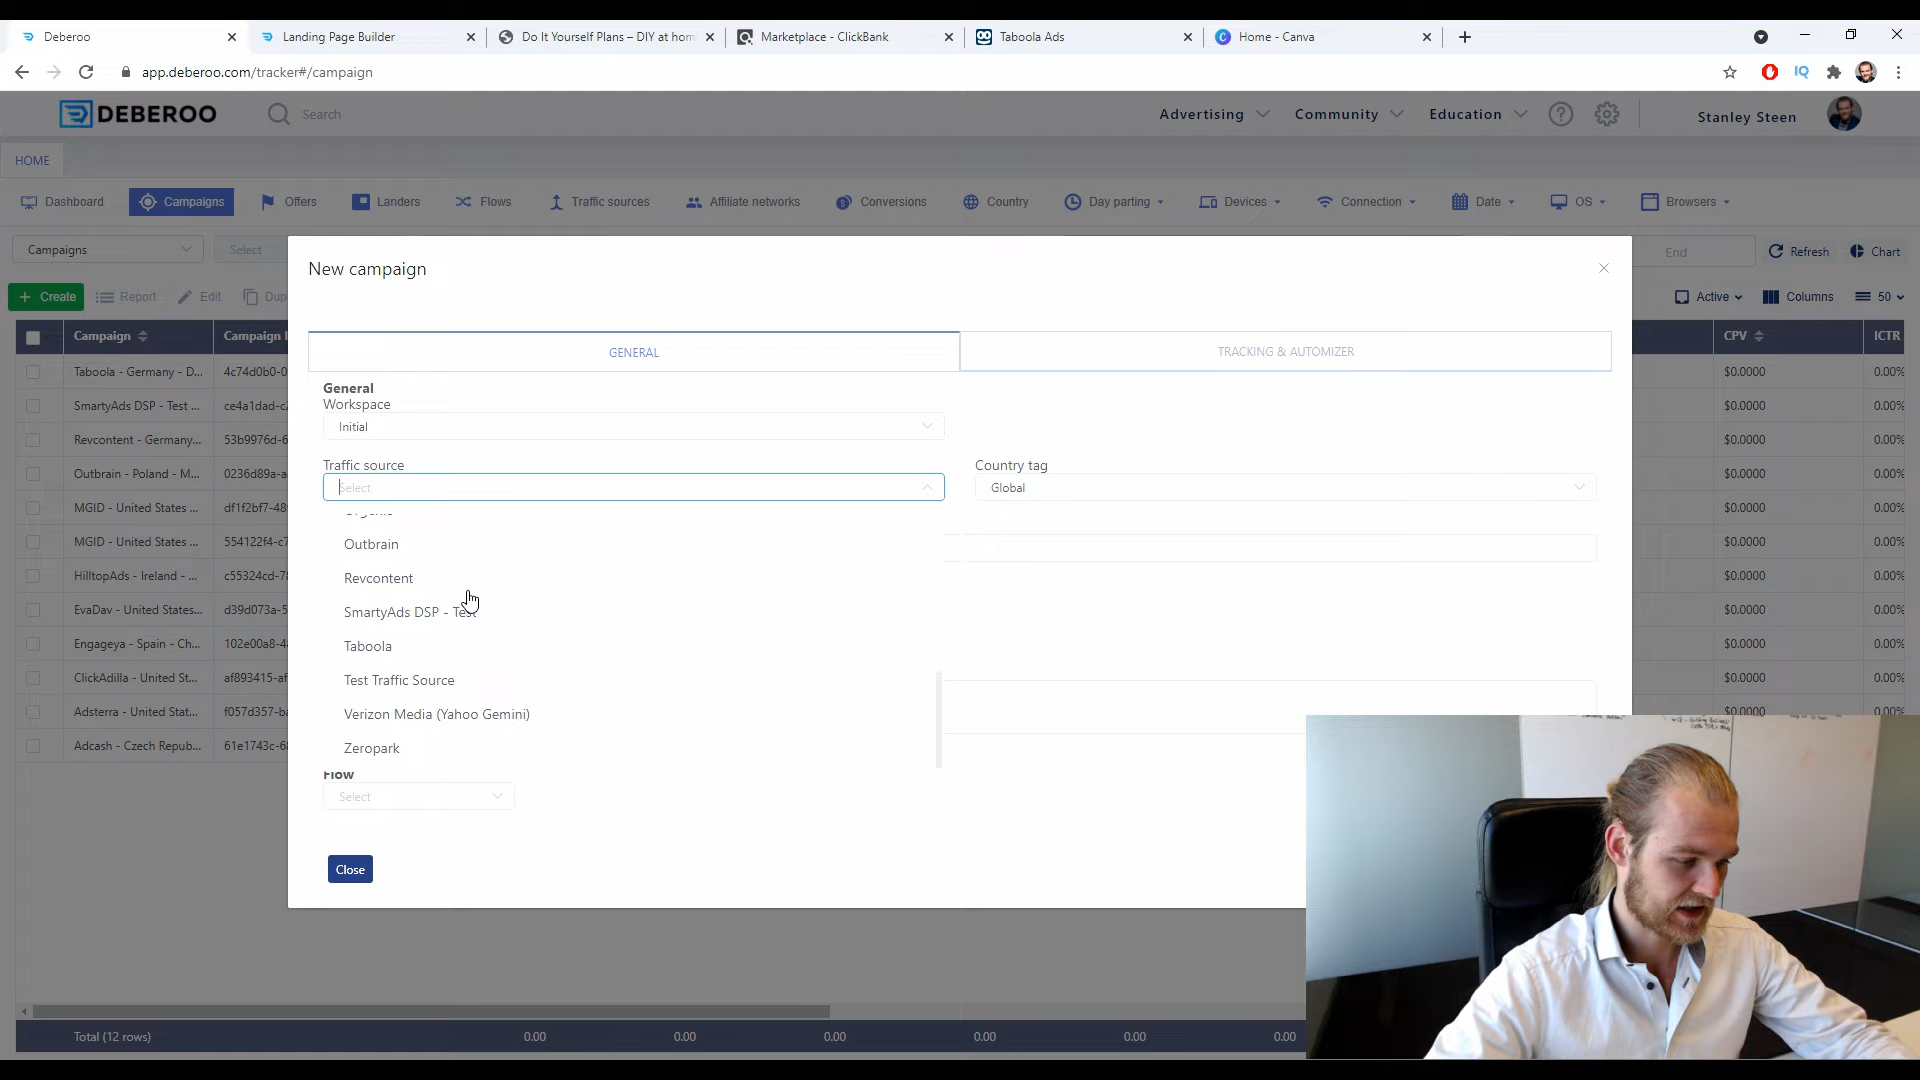 Deberoo
Landing Page Builder
Do It Yourself Plans – DIY at hom
Marketplace - ClickBank
Taboola Ads
Home - Canva
app.deberoo.com/tracker#/campaign
IQ
DEBEROO
Search
Advertising
Community
Education
Stanley Steen
HOME
Dashboard
Campaigns
Offers
Landers
Flows
Traffic sources
Affiliate networks
Conversions
Country
Day parting
Devices
Connection
Date
OS
Browsers
Campaigns
Select
End
Refresh
Chart
New campaign
Create
Report
Edit
Dup
Active
Columns
50
Campaign
Campaign
CPV
ICTR
GENERAL
TRACKING & AUTOMIZER
Taboola - Germany - D...
4c74d0b0-0
$0.0000
0.00%
SmartyAds DSP - Test ...
ce4a1dad-c2
$0.0000
0.00%
Revcontent - Germany...
53b9976d-6
$0.0000
0.00%
Outbrain - Poland - M...
0236d89a-a
$0.0000
0.00%
MGID - United States ...
df1f2bf7-48
$0.0000
0.00%
MGID - United States ...
554122f4-c7
$0.0000
0.00%
HilltopAds - Ireland - ...
c55324cd-78
$0.0000
0.00%
EvaDav - United States...
d39d073a-5
$0.0000
0.00%
Engageya - Spain - Ch...
102e00a8-4
$0.0000
0.00%
ClickAdilla - United St...
af893415-af
$0.0000
0.00%
Adsterra - United Stat...
f057d357-ba
$0.0000
0.00%
Adcash - Czech Repub...
61e1743c-68
General
Workspace
Initial
Traffic source
Select
Country tag
Global
Organic
Outbrain
Revcontent
SmartyAds DSP - Test
Taboola
Test Traffic Source
Verizon Media (Yahoo Gemini)
Zeropark
Flow
Select
Close
Total (12 rows)
0.00
0.00
0.00
0.00
0.00
0.00